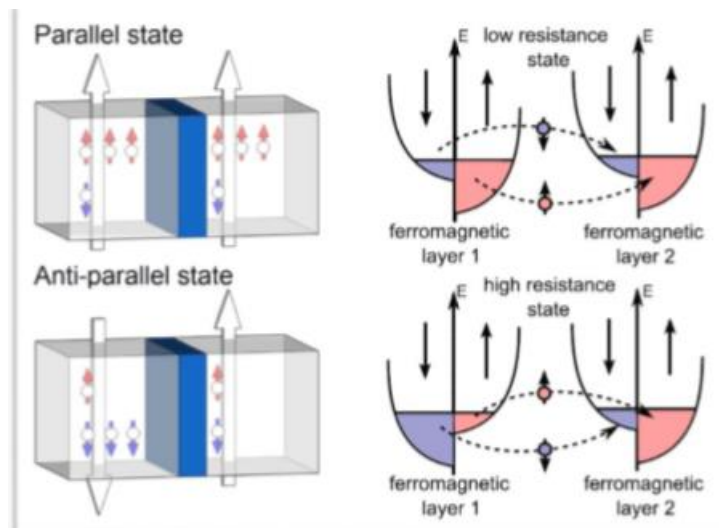 Parallel state
E
low resistance
state
E
ferromagnetic
layer 1
ferromagnetic
layer 2
Anti-parallel state
E
high resistance
state
E
ferromagnetic
layer 1
ferromagnetic
layer 2